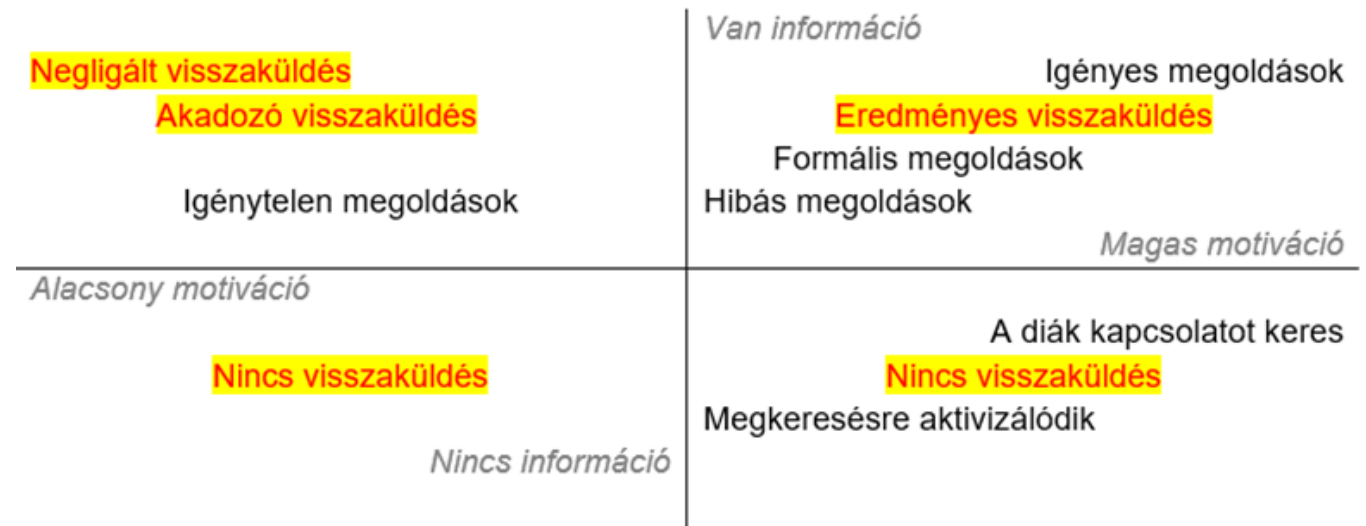 Van információ
Negligált visszaküldés
Igényes megoldások
Akadozó visszaküldés
Eredményes visszaküldés
Formális megoldások
Igénytelen megoldások
Hibás megoldások
Magas motiváció
Alacsony motiváció
A diák kapcsolatot keres
Nincs visszaküldés
Nincs visszaküldés
Megkeresésre aktivizálódik
Nincs információ